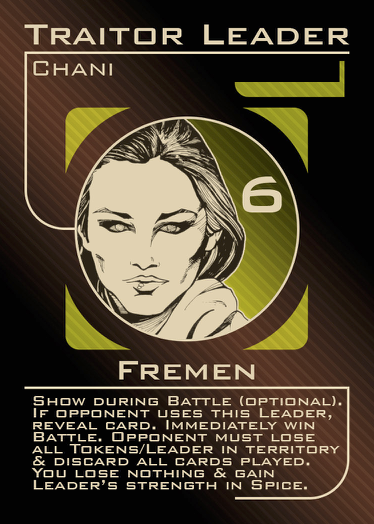 Traitor Leader
Chani
6
Fremen
Show during Battle (optional).
If opponent uses this Leader,
reveal card. Immediately win
Battle. Opponent must lose
all Tokens/Leader in territory
& discard all cards played.
You lose nothing & gain
Leader's strength in Spice.